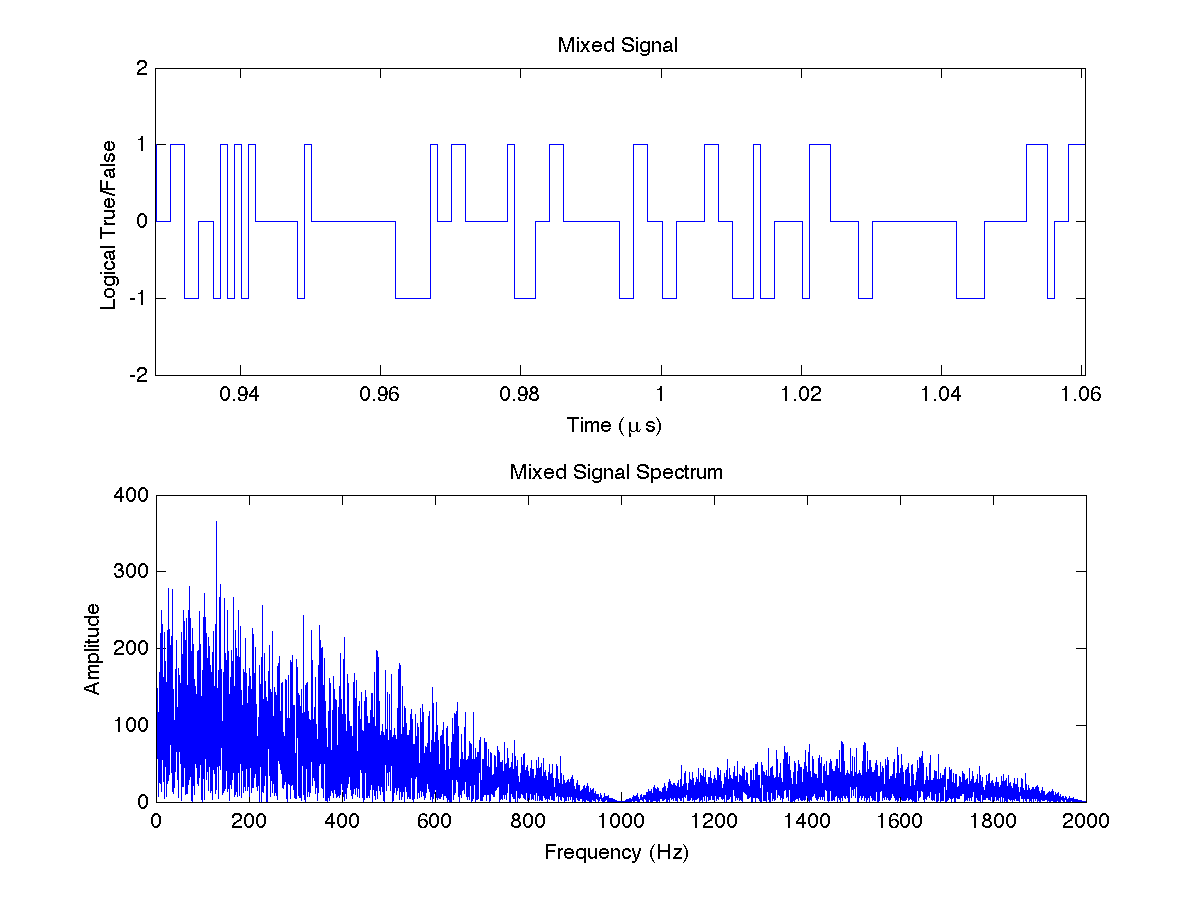 Mixed Signal
2
1
0
-1
-2
Logical True/False
0.94 0.96 0.98 1 1.02 1.04 1.06
Time (μ s)
Mixed Signal Spectrum
400
300
200
100
0
Amplitude
0 200 400 600 800 1000 1200 1400 1600 1800 2000
Frequency (Hz)